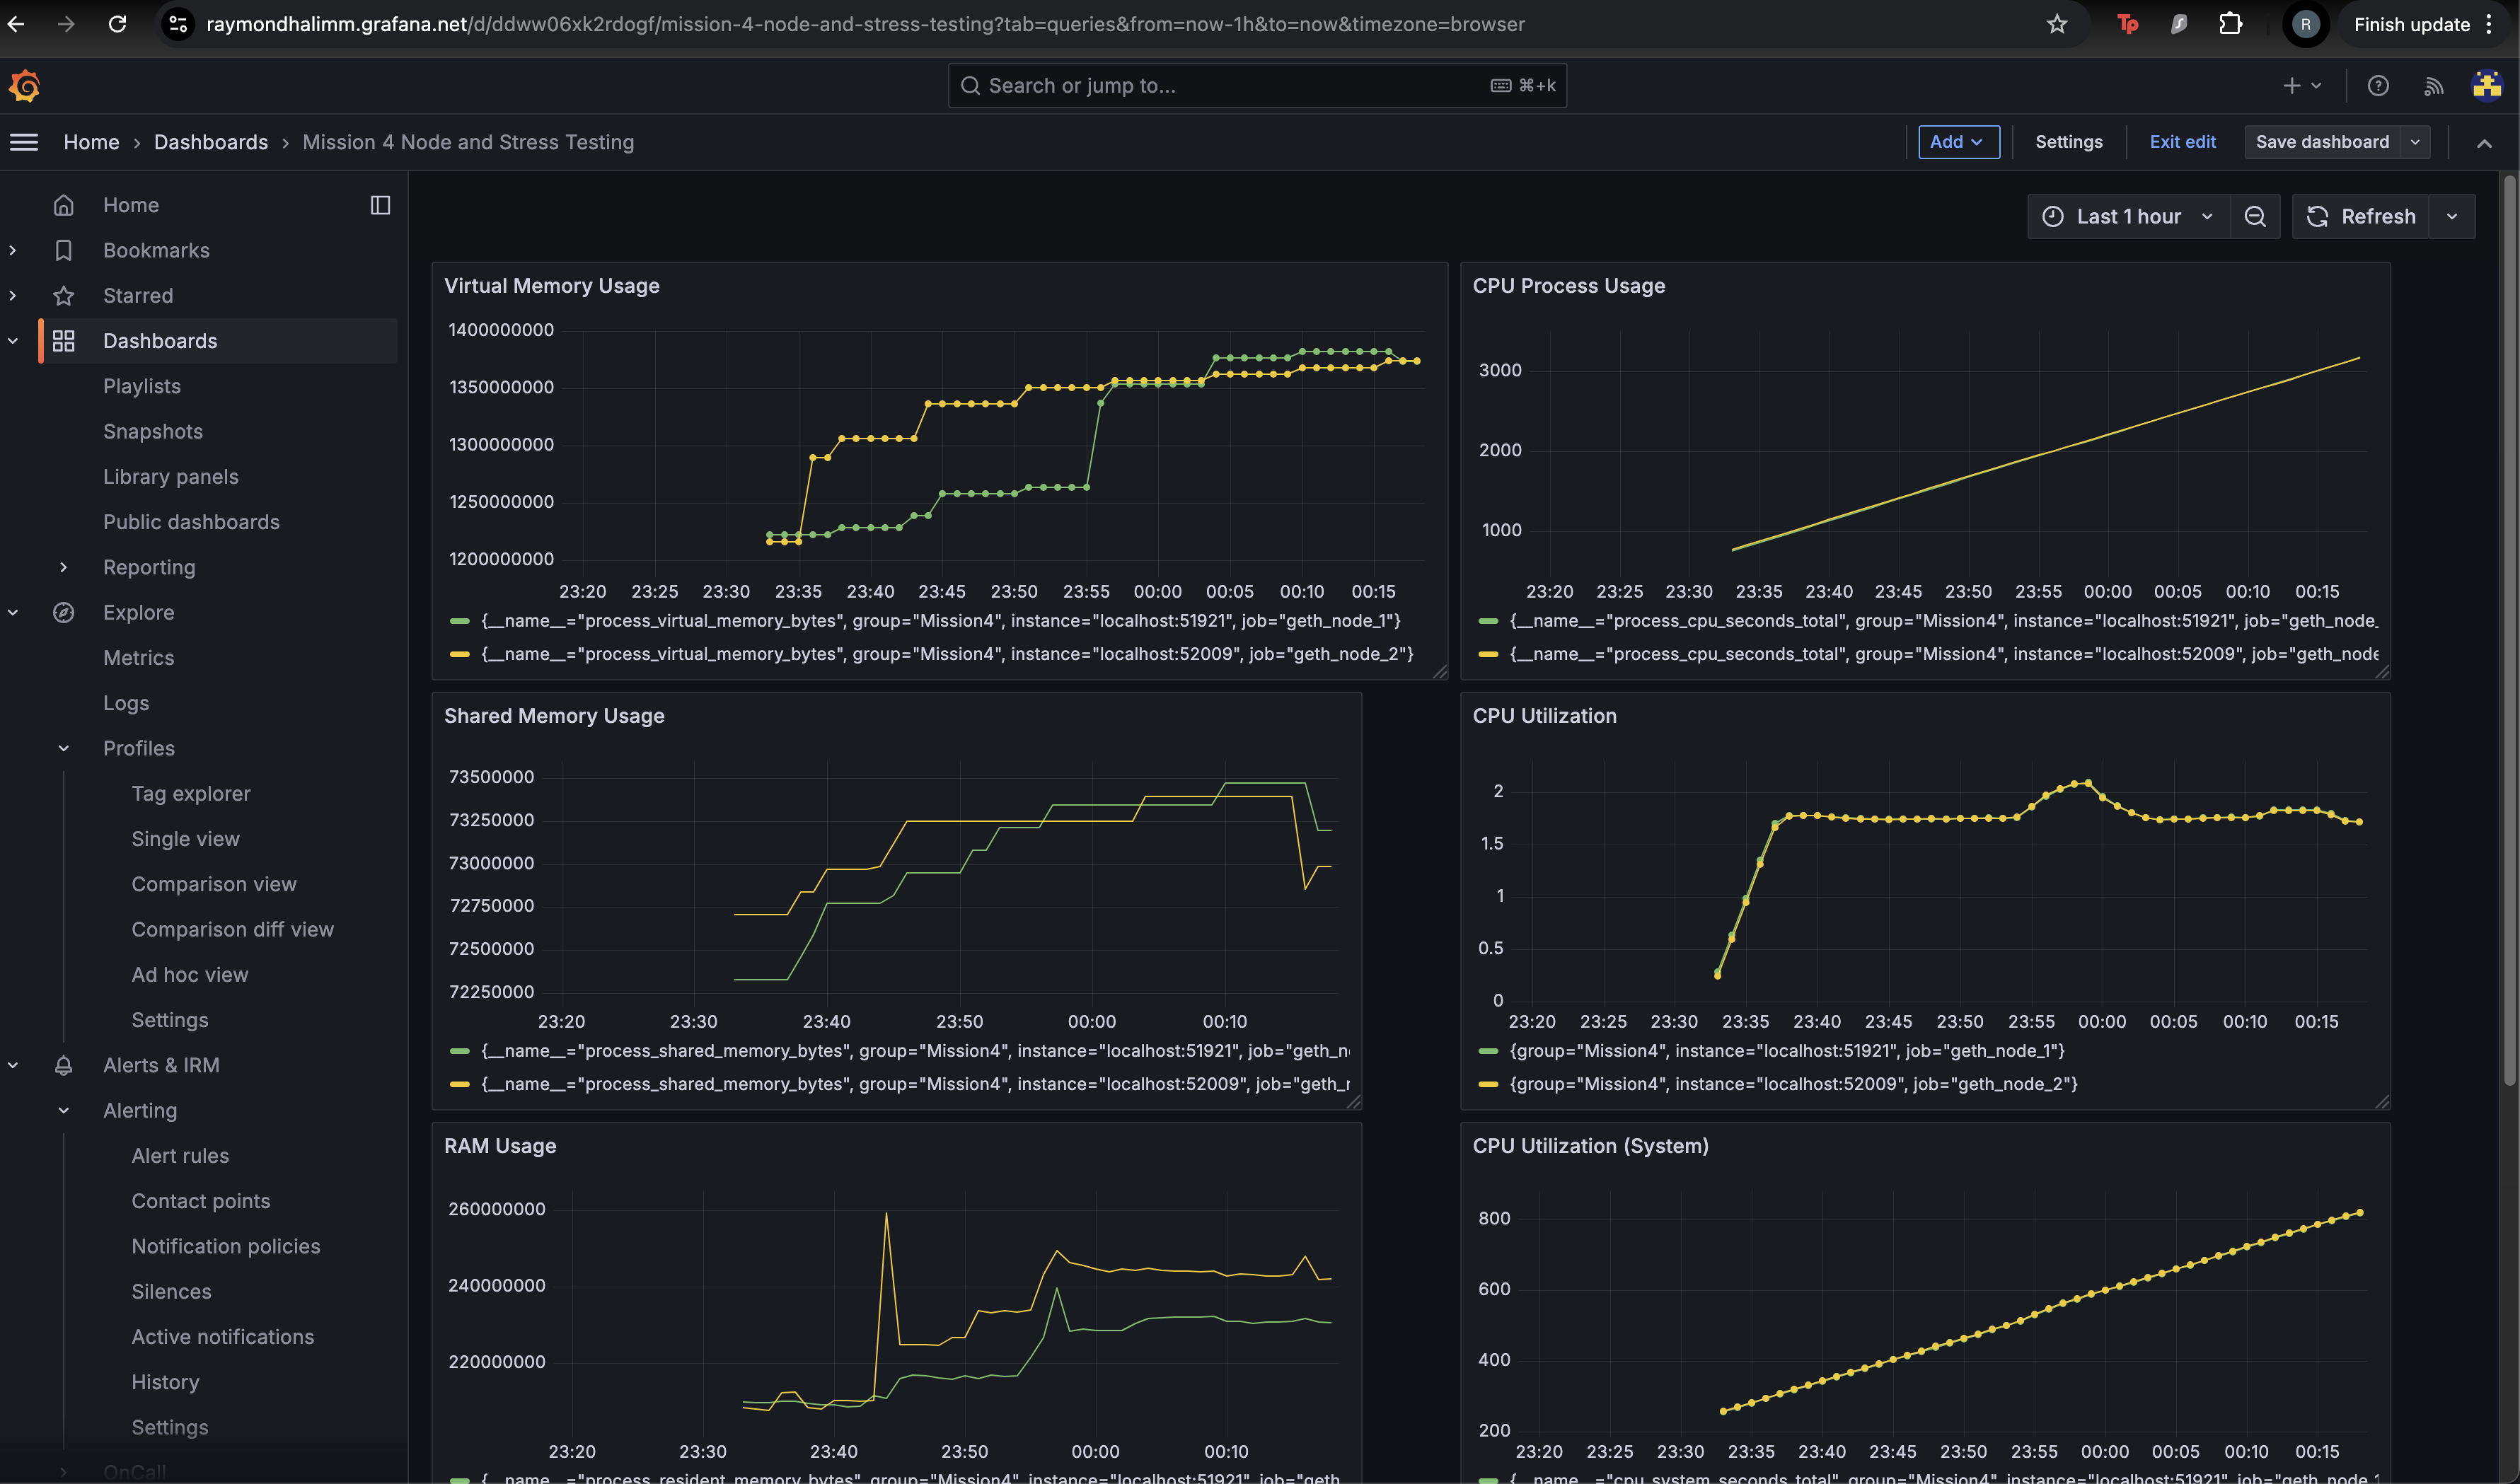 raymondhalimm.grafana.net/d/ddww06xk2rdogf/mission-4-node-and-stress-testing?tab=queries&from=now-1h&to=now&timezone=browser
Tp
R
Finish update
Search or jump to...
⌘+k
Home › Dashboards › Mission 4 Node and Stress Testing
Add
Settings
Exit edit
Save dashboard
Home
Bookmarks
Starred
Dashboards
Playlists
Snapshots
Library panels
Public dashboards
Reporting
Explore
Metrics
Logs
Profiles
Tag explorer
Single view
Comparison view
Comparison diff view
Ad hoc view
Settings
Alerts & IRM
Alerting
Alert rules
Contact points
Notification policies
Silences
Active notifications
History
Settings
OnCall
Last 1 hour
Refresh
Virtual Memory Usage
1400000000
1350000000
1300000000
1250000000
1200000000
23:20 23:25 23:30 23:35 23:40 23:45 23:50 23:55 00:00 00:05 00:10 00:15
{__name__="process_virtual_memory_bytes", group="Mission4", instance="localhost:51921", job="geth_node_1"}
{__name__="process_virtual_memory_bytes", group="Mission4", instance="localhost:52009", job="geth_node_2"}
CPU Process Usage
3000
2000
1000
23:20 23:25 23:30 23:35 23:40 23:45 23:50 23:55 00:00 00:05 00:10 00:15
{__name__="process_cpu_seconds_total", group="Mission4", instance="localhost:51921", job="geth_node_
{__name__="process_cpu_seconds_total", group="Mission4", instance="localhost:52009", job="geth_node
Shared Memory Usage
73500000
73250000
73000000
72750000
72500000
72250000
23:20 23:30 23:40 23:50 00:00 00:10
{__name__="process_shared_memory_bytes", group="Mission4", instance="localhost:51921", job="geth_n
{__name__="process_shared_memory_bytes", group="Mission4", instance="localhost:52009", job="geth_r
CPU Utilization
2
1.5
1
0.5
0
23:20 23:25 23:30 23:35 23:40 23:45 23:50 23:55 00:00 00:05 00:10 00:15
{group="Mission4", instance="localhost:51921", job="geth_node_1"}
{group="Mission4", instance="localhost:52009", job="geth_node_2"}
RAM Usage
260000000
240000000
220000000
23:20 23:30 23:40 23:50 00:00 00:10
{__name__="process_resident_memory_bytes", group="Mission4", instance="localhost:51921", job="geth
CPU Utilization (System)
800
600
400
200
23:20 23:25 23:30 23:35 23:40 23:45 23:50 23:55 00:00 00:05 00:10 00:15
{__name__="cpu_system_seconds_total", group="Mission4", instance="localhost:51921", job="geth_node_1